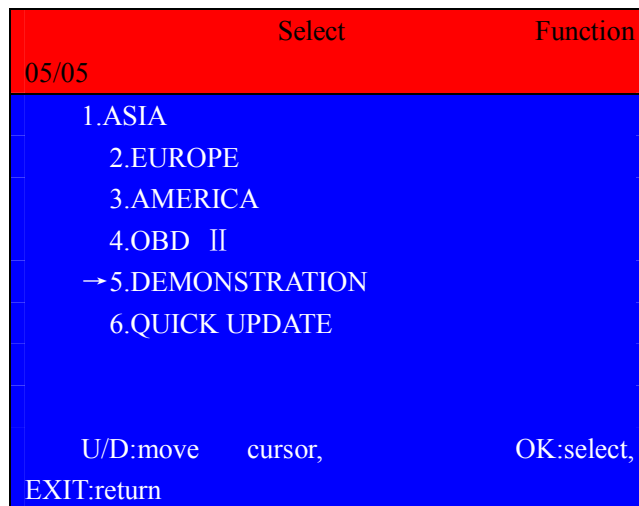 Select Function
05/05
1.ASIA
2.EUROPE
3.AMERICA
4.OBD Ⅱ
→5.DEMONSTRATION
6.QUICK UPDATE
U/D:move cursor, OK:select,
EXIT:return